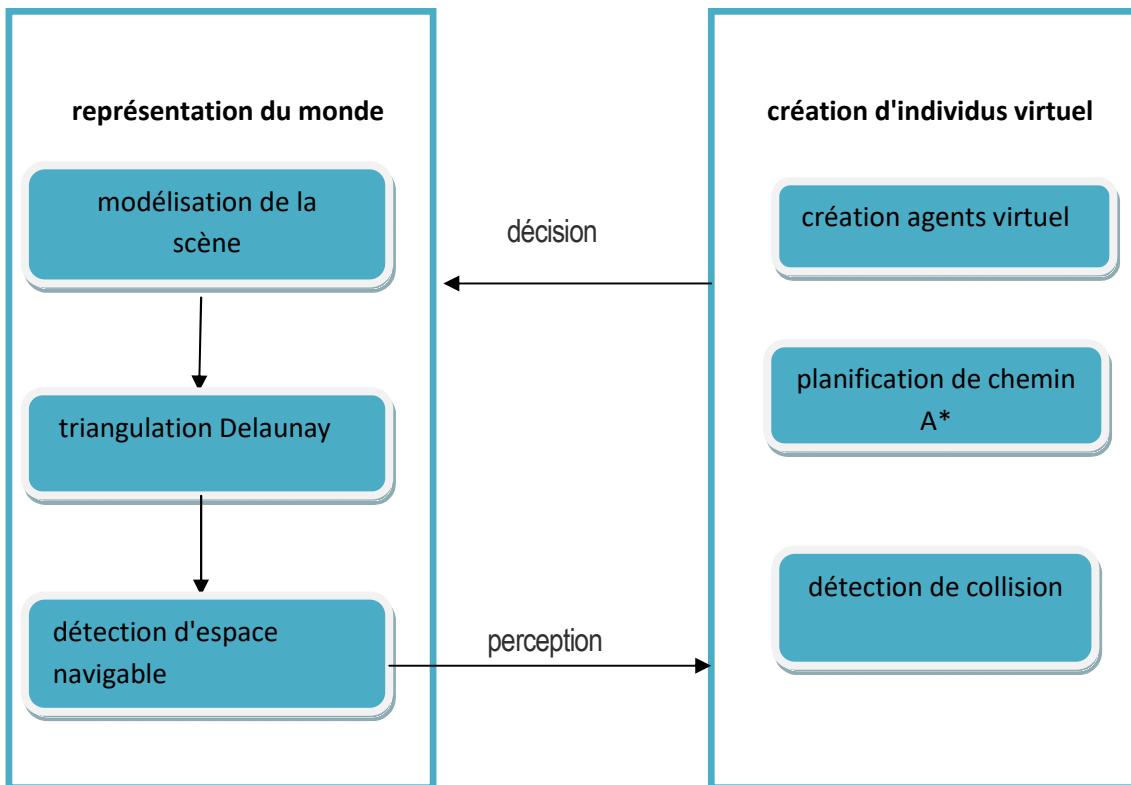 représentation du monde
modélisation de la
scène
triangulation Delaunay
détection d'espace
navigable
décision
perception
création d'individus virtuel
création agents virtuel
planification de chemin
A*
détection de collision